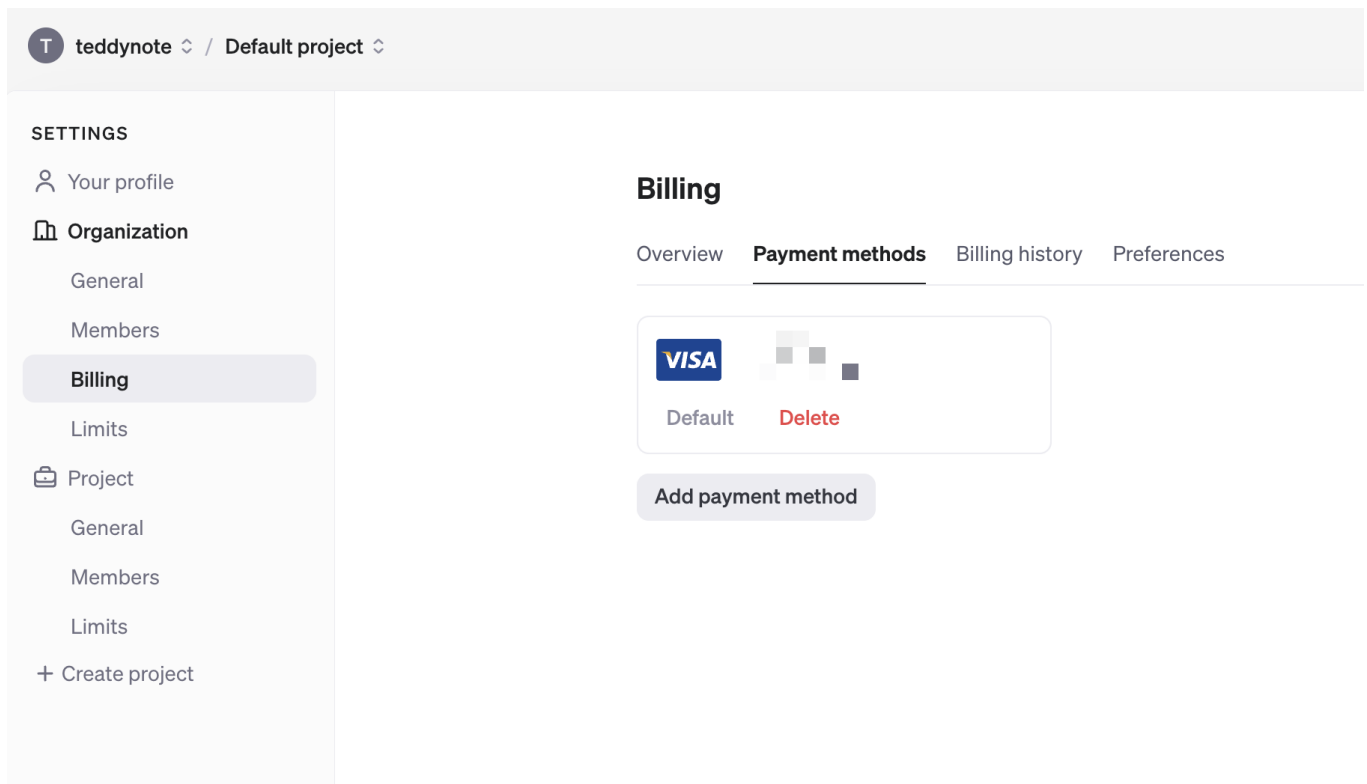 T teddynote / Default project
SETTINGS
Your profile
Organization
General
Members
Billing
Limits
Project
General
Members
Limits
+ Create project
Billing
Overview Payment methods Billing history Preferences
VISA
Default Delete
Add payment method